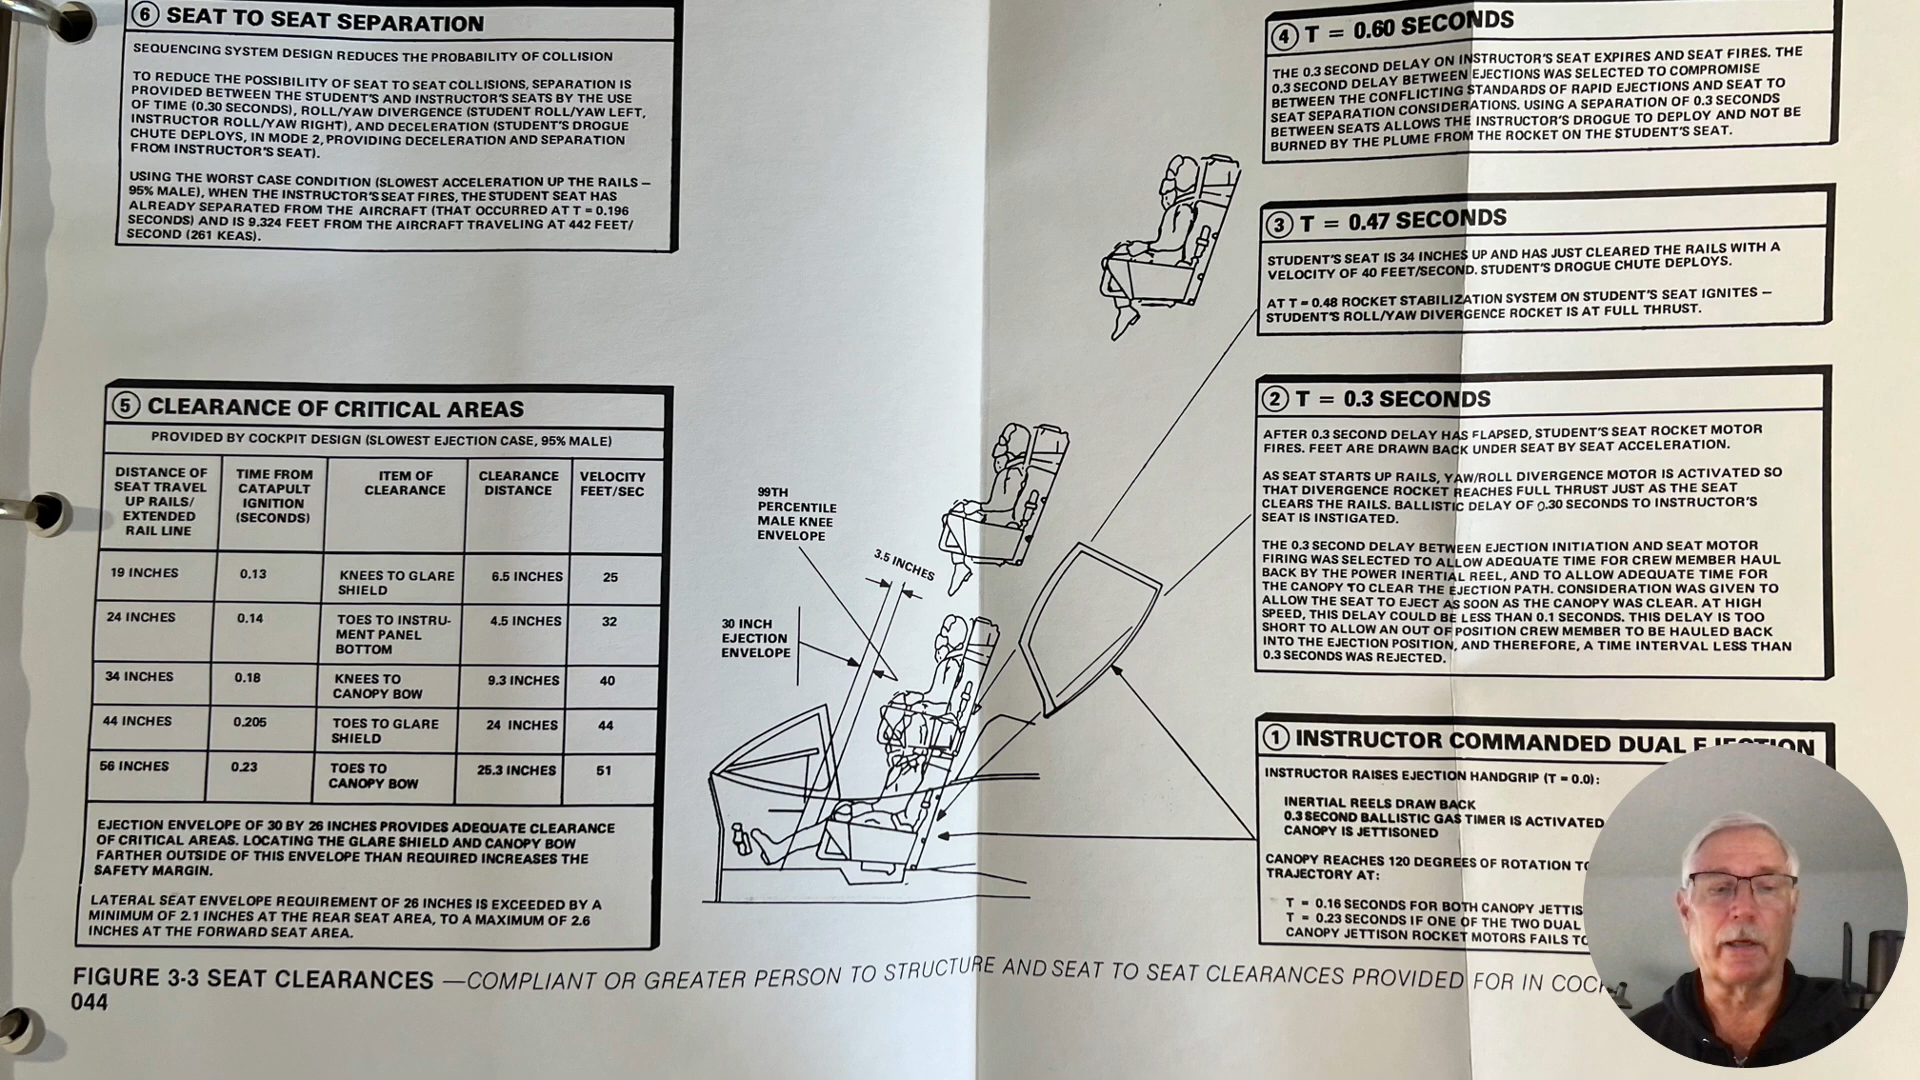 ⑥ SEAT TO SEAT SEPARATION
SEQUENCING SYSTEM DESIGN REDUCES THE PROBABILITY OF COLLISION
TO REDUCE THE POSSIBILITY OF SEAT TO SEAT COLLISIONS, SEPARATION IS
PROVIDED BETWEEN THE STUDENT'S AND INSTRUCTOR'S SEATS BY THE USE
OF TIME (0.30 SECONDS), ROLL/YAW DIVERGENCE (STUDENT ROLL/YAW LEFT,
INSTRUCTOR ROLL/YAW RIGHT), AND DECELERATION (STUDENT'S DROGUE
CHUTE DEPLOYS, IN MODE 2, PROVIDING DECELERATION AND SEPARATION
FROM INSTRUCTOR'S SEAT).
USING THE WORST CASE CONDITION (SLOWEST ACCELERATION UP THE RAILS –
95% MALE), WHEN THE INSTRUCTOR'S SEAT FIRES, THE STUDENT SEAT HAS
ALREADY SEPARATED FROM THE AIRCRAFT (THAT OCCURRED AT T = 0.196
SECONDS) AND IS 9.324 FEET FROM THE AIRCRAFT TRAVELING AT 442 FEET/
SECOND (261 KEAS).
⑤ CLEARANCE OF CRITICAL AREAS
PROVIDED BY COCKPIT DESIGN (SLOWEST EJECTION CASE, 95% MALE)
DISTANCE OF
SEAT TRAVEL
UP RAILS/
EXTENDED
RAIL LINE
TIME FROM
CATAPULT
IGNITION
(SECONDS)
ITEM OF
CLEARANCE
CLEARANCE
DISTANCE
VELOCITY
FEET/SEC
19 INCHES 0.13 KNEES TO GLARE 6.5 INCHES 25
SHIELD
24 INCHES 0.14 TOES TO INSTRU- 4.5 INCHES 32
MENT PANEL
BOTTOM
34 INCHES 0.18 KNEES TO 9.3 INCHES 40
CANOPY BOW
44 INCHES 0.205 TOES TO GLARE 24 INCHES 44
SHIELD
56 INCHES 0.23 TOES TO 25.3 INCHES 51
CANOPY BOW
EJECTION ENVELOPE OF 30 BY 26 INCHES PROVIDES ADEQUATE CLEARANCE
OF CRITICAL AREAS. LOCATING THE GLARE SHIELD AND CANOPY BOW
FARTHER OUTSIDE OF THIS ENVELOPE THAN REQUIRED INCREASES THE
SAFETY MARGIN.
LATERAL SEAT ENVELOPE REQUIREMENT OF 26 INCHES IS EXCEEDED BY A
MINIMUM OF 2.1 INCHES AT THE REAR SEAT AREA, TO A MAXIMUM OF 2.6
INCHES AT THE FORWARD SEAT AREA.
99TH
PERCENTILE
MALE KNEE
ENVELOPE
3.5 INCHES
30 INCH
EJECTION
ENVELOPE
④ T = 0.60 SECONDS
THE 0.3 SECOND DELAY ON INSTRUCTOR'S SEAT EXPIRES AND SEAT FIRES. THE
0.3 SECOND DELAY BETWEEN EJECTIONS WAS SELECTED TO COMPROMISE
BETWEEN THE CONFLICTING STANDARDS OF RAPID EJECTIONS AND SEAT TO
SEAT SEPARATION CONSIDERATIONS. USING A SEPARATION OF 0.3 SECONDS
BETWEEN SEATS ALLOWS THE INSTRUCTOR'S DROGUE TO DEPLOY AND NOT BE
BURNED BY THE PLUME FROM THE ROCKET ON THE STUDENT'S SEAT.
③ T = 0.47 SECONDS
STUDENT'S SEAT IS 34 INCHES UP AND HAS JUST CLEARED THE RAILS WITH A
VELOCITY OF 40 FEET/SECOND. STUDENT'S DROGUE CHUTE DEPLOYS.
AT T = 0.48 ROCKET STABILIZATION SYSTEM ON STUDENT'S SEAT IGNITES –
STUDENT'S ROLL/YAW DIVERGENCE ROCKET IS AT FULL THRUST.
② T = 0.3 SECONDS
AFTER 0.3 SECOND DELAY HAS ELAPSED, STUDENT'S SEAT ROCKET MOTOR
FIRES. FEET ARE DRAWN BACK UNDER SEAT BY SEAT ACCELERATION.
AS SEAT STARTS UP RAILS, YAW/ROLL DIVERGENCE MOTOR IS ACTIVATED SO
THAT DIVERGENCE ROCKET REACHES FULL THRUST JUST AS THE SEAT
CLEARS THE RAILS. BALLISTIC DELAY OF 0.30 SECONDS TO INSTRUCTOR'S
SEAT IS INSTIGATED.
THE 0.3 SECOND DELAY BETWEEN EJECTION INITIATION AND SEAT MOTOR
FIRING WAS SELECTED TO ALLOW ADEQUATE TIME FOR CREW MEMBER HAUL
BACK BY THE POWER INERTIAL REEL, AND TO ALLOW ADEQUATE TIME FOR
THE CANOPY TO CLEAR THE EJECTION PATH. CONSIDERATION WAS GIVEN TO
ALLOW THE SEAT TO EJECT AS SOON AS THE CANOPY WAS CLEAR. AT HIGH
SPEED, THIS DELAY COULD BE LESS THAN 0.1 SECONDS. THIS DELAY IS TOO
SHORT TO ALLOW AN OUT OF POSITION CREW MEMBER TO BE HAULED BACK
INTO THE EJECTION POSITION, AND THEREFORE, A TIME INTERVAL LESS THAN
0.3 SECONDS WAS REJECTED.
① INSTRUCTOR COMMANDED DUAL EJECTION
INSTRUCTOR RAISES EJECTION HANDGRIP (T = 0.0):
INERTIAL REELS DRAW BACK
0.3 SECOND BALLISTIC GAS TIMER IS ACTIVATED
CANOPY IS JETTISONED
CANOPY REACHES 120 DEGREES OF ROTATION TO
TRAJECTORY AT:
T = 0.16 SECONDS FOR BOTH CANOPY JETTIS
T = 0.23 SECONDS IF ONE OF THE TWO DUAL
CANOPY JETTISON ROCKET MOTORS FAILS TO
FIGURE 3-3 SEAT CLEARANCES —COMPLIANT OR GREATER PERSON TO STRUCTURE AND SEAT TO SEAT CLEARANCES PROVIDED FOR IN COCK
044